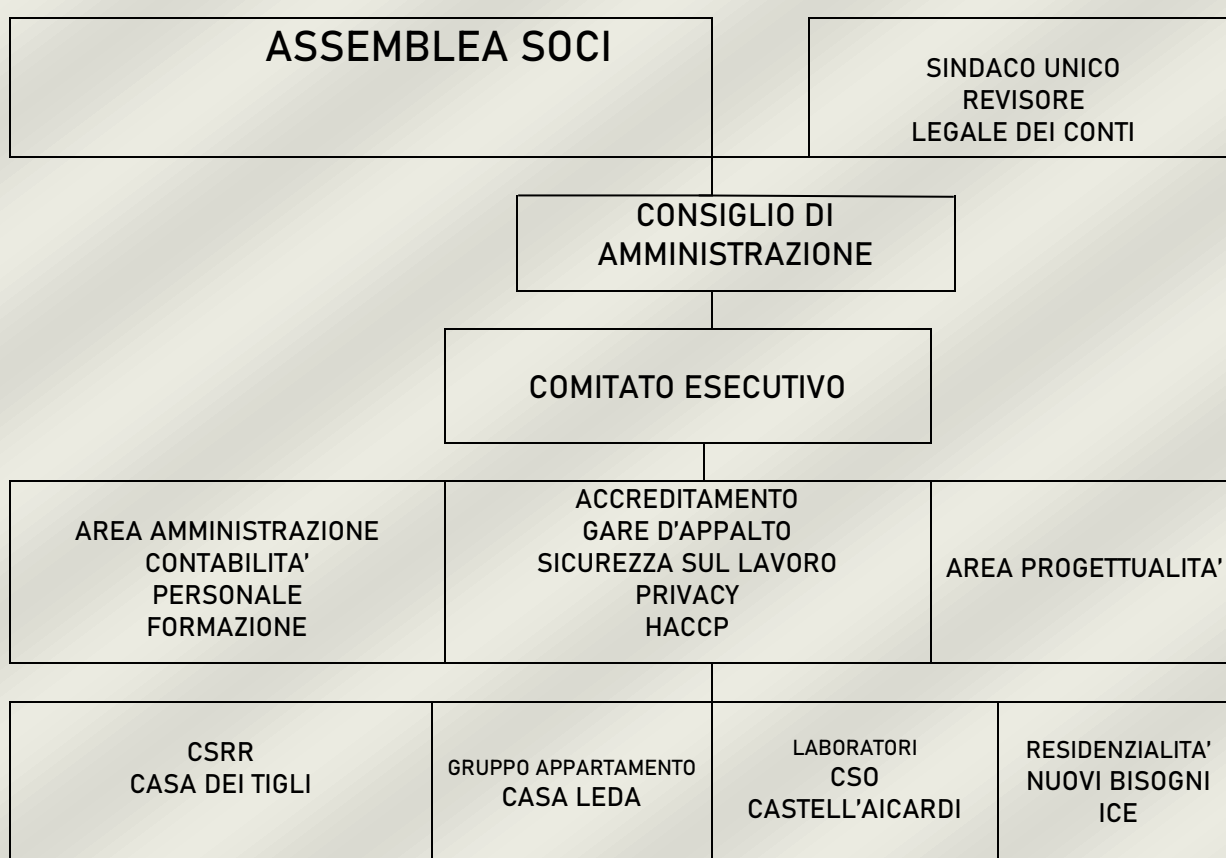 ASSEMBLEA SOCI
SINDACO UNICO
REVISORE
LEGALE DEI CONTI
CONSIGLIO DI
AMMINISTRAZIONE
COMITATO ESECUTIVO
AREA AMMINISTRAZIONE
CONTABILITA'
PERSONALE
FORMAZIONE
ACCREDITAMENTO
GARE D'APPALTO
SICUREZZA SUL LAVORO
PRIVACY
HACCP
AREA PROGETTUALITA'
CSRR
CASA DEI TIGLI
GRUPPO APPARTAMENTO
CASA LEDA
LABORATORI
CSO
CASTELL'AICARDI
RESIDENZIALITA'
NUOVI BISOGNI
ICE